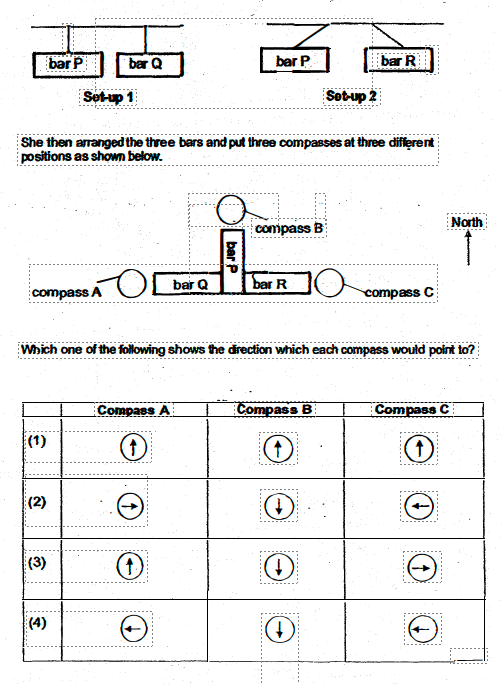 bar P bar Q bar P bar R
Set-up 1 Set-up 2
She then arranged the three bars and put three compasses at three different
positions as shown below.
compass B
North
bar P
compass A bar Q bar R compass C
Which one of the following shows the direction which each compass would point to?
Compass A Compass B Compass C
(1)
(2)
(3)
(4)